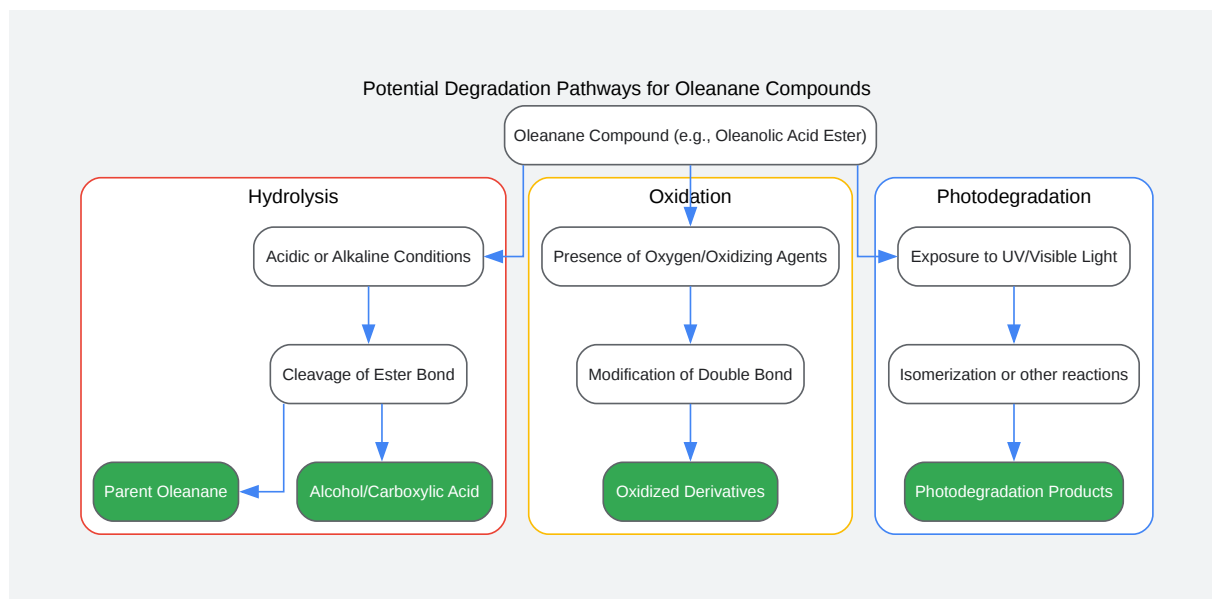 Potential Degradation Pathways for Oleanane Compounds
Oleanane Compound (e.g., Oleanolic Acid Ester)
Hydrolysis
Acidic or Alkaline Conditions
Cleavage of Ester Bond
Parent Oleanane
Alcohol/Carboxylic Acid
Oxidation
Presence of Oxygen/Oxidizing Agents
Modification of Double Bond
Oxidized Derivatives
Photodegradation
Exposure to UV/Visible Light
Isomerization or other reactions
Photodegradation Products